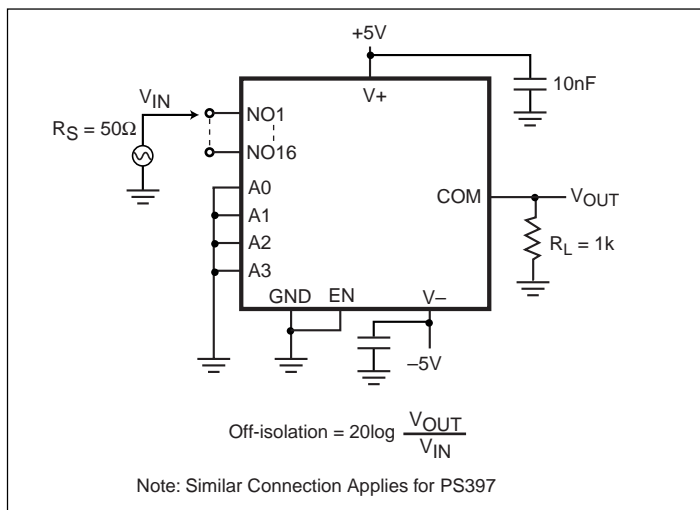 +5V
V+
10nF
VIN
RS = 50Ω
NO1
NO16
A0
A1
A2
A3
COM
VOUT
RL = 1k
GND
EN
V–
–5V
Off-isolation = 20log VOUT
VIN
Note: Similar Connection Applies for PS397